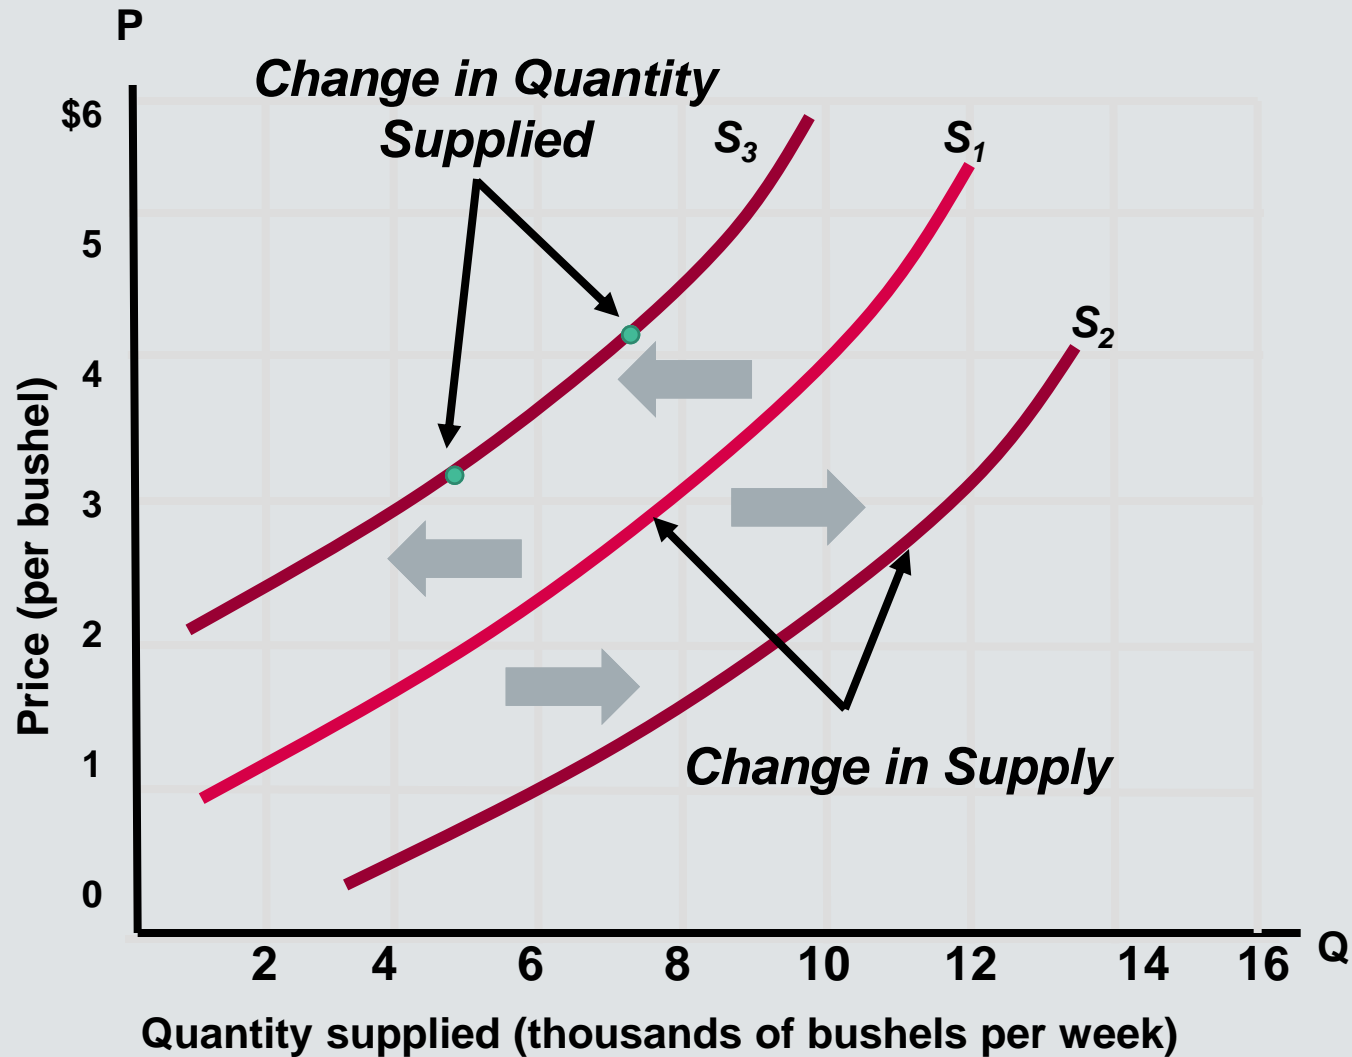 P
Change in Quantity
Supplied
$6
5
4
3
2
1
0
S3
S1
S2
Price (per bushel)
Change in Supply
2 4 6 8 10 12 14 16
Q
Quantity supplied (thousands of bushels per week)